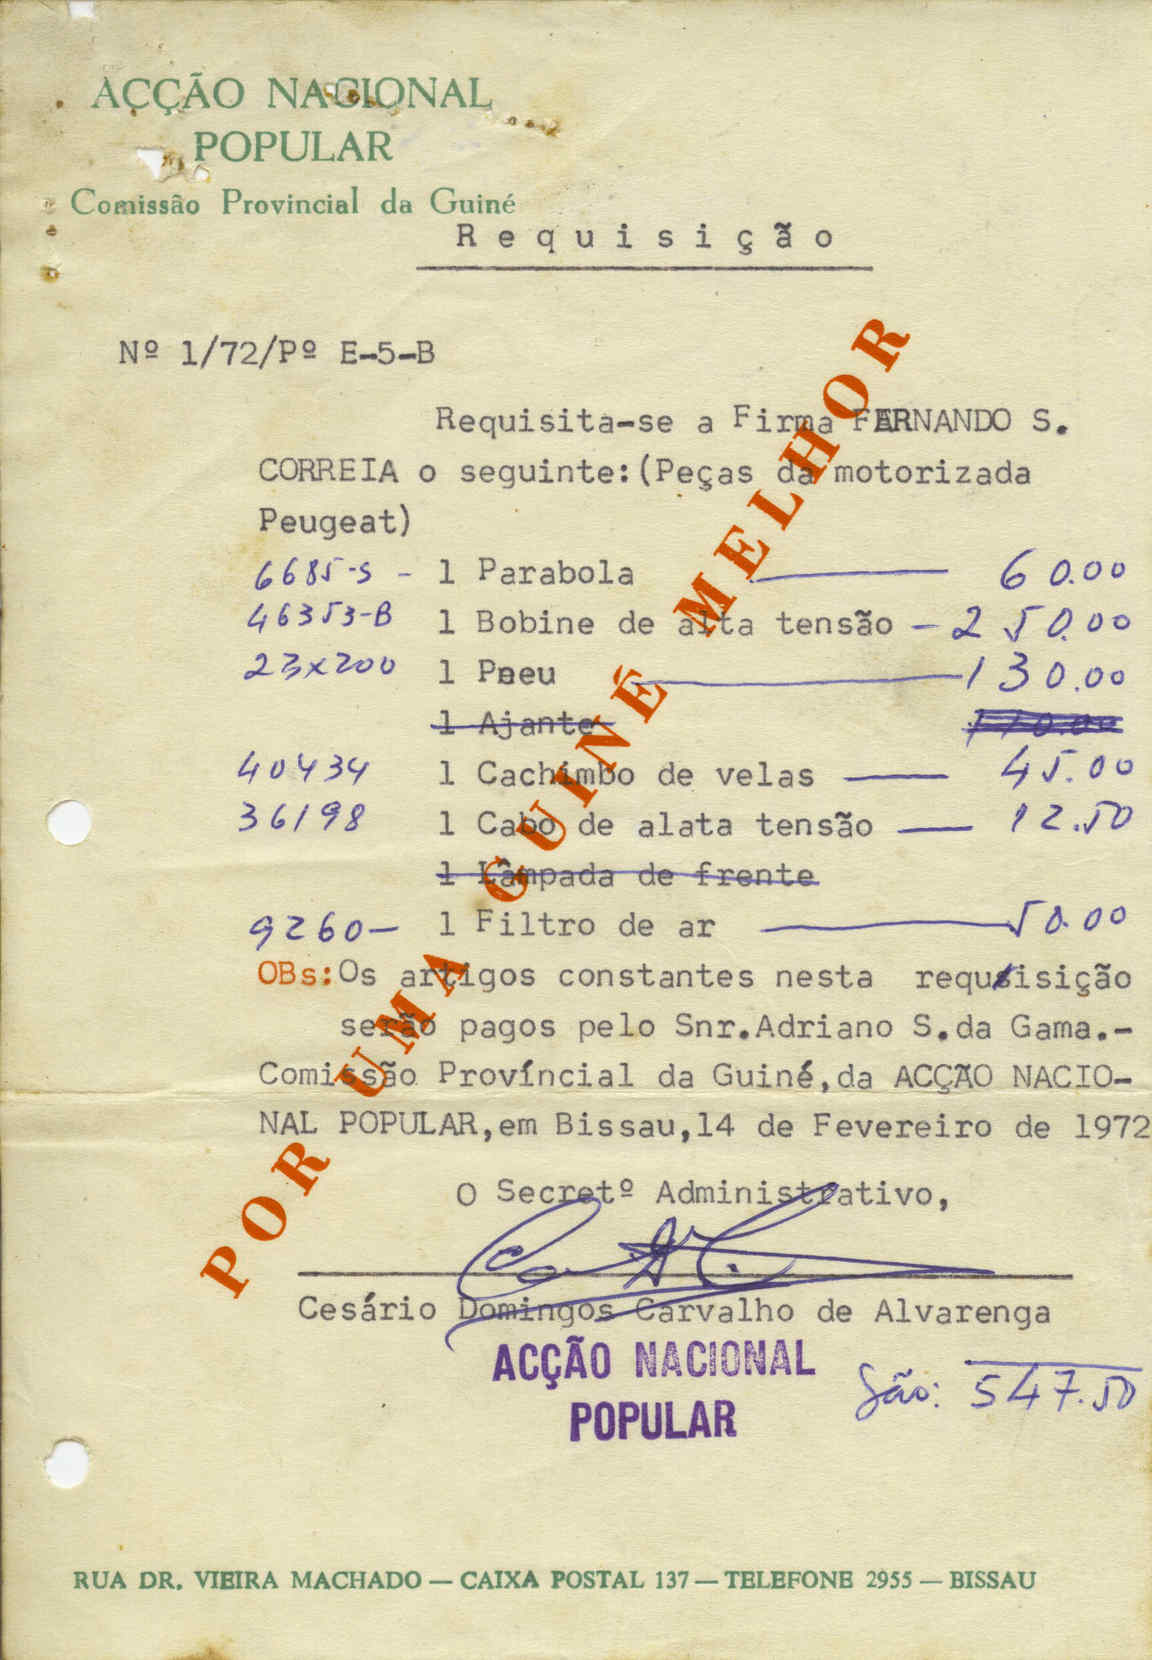 ACÇÃO NACIONAL
POPULAR
Comissão Provincial da Guiné
Requisição
Nº 1/72/Pº E-5-B
Requisita-se a Firma FERNANDO S.
CORREIA o seguinte:(Peças da motorizada
Peugeat)
6685-S - 1 Parabola 60.00
46353-B 1 Bobine de alta tensão - 250.00
23x200 1 Pneu 130.00
1 Ajante 110.00
40434 1 Cachimbo de velas 45.00
36198 1 Cabo de alata tensão 12.50
1 Lâmpada de frente
9260- 1 Filtro de ar 50.00
OBs:Os artigos constantes nesta requisição
serão pagos pelo Snr.Adriano S.da Gama.-
Comissão Províncial da Guiné,da ACÇÃO NACIO-
NAL POPULAR,em Bissau,14 de Fevereiro de 1972
O Secretº Administrativo,
Cesário Domingos Carvalho de Alvarenga
ACÇÃO NACIONAL
POPULAR
São: 547.50
POR UMA GUINÉ MELHOR
RUA DR. VIEIRA MACHADO — CAIXA POSTAL 137 — TELEFONE 2955 — BISSAU